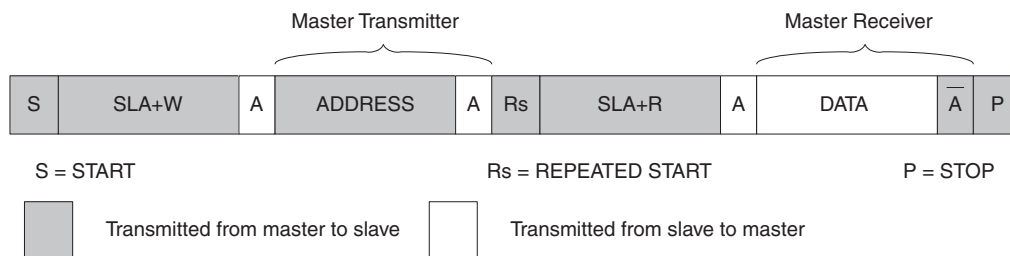 Master Transmitter Master Receiver
S SLA+W A ADDRESS A Rs SLA+R A DATA A̅ P
S = START Rs = REPEATED START P = STOP
Transmitted from master to slave Transmitted from slave to master